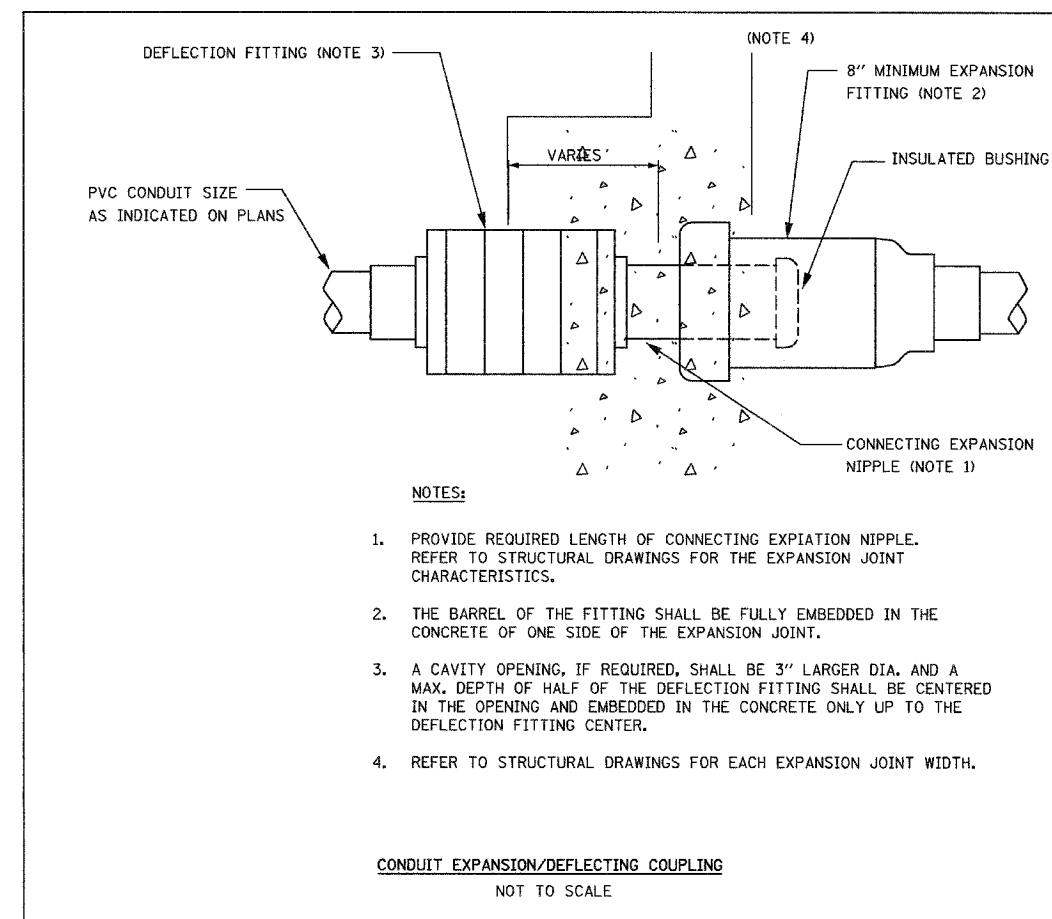 DEFLECTION FITTING (NOTE 3)
(NOTE 4)
8" MINIMUM EXPANSION
FITTING (NOTE 2)
VARIES
INSULATED BUSHING
PVC CONDUIT SIZE
AS INDICATED ON PLANS
CONNECTING EXPANSION
NIPPLE (NOTE 1)
NOTES:
1. PROVIDE REQUIRED LENGTH OF CONNECTING EXPIATION NIPPLE.
REFER TO STRUCTURAL DRAWINGS FOR THE EXPANSION JOINT
CHARACTERISTICS.
2. THE BARREL OF THE FITTING SHALL BE FULLY EMBEDDED IN THE
CONCRETE OF ONE SIDE OF THE EXPANSION JOINT.
3. A CAVITY OPENING, IF REQUIRED, SHALL BE 3" LARGER DIA. AND A
MAX. DEPTH OF HALF OF THE DEFLECTION FITTING SHALL BE CENTERED
IN THE OPENING AND EMBEDDED IN THE CONCRETE ONLY UP TO THE
DEFLECTION FITTING CENTER.
4. REFER TO STRUCTURAL DRAWINGS FOR EACH EXPANSION JOINT WIDTH.
CONDUIT EXPANSION/DEFLECTING COUPLING
NOT TO SCALE